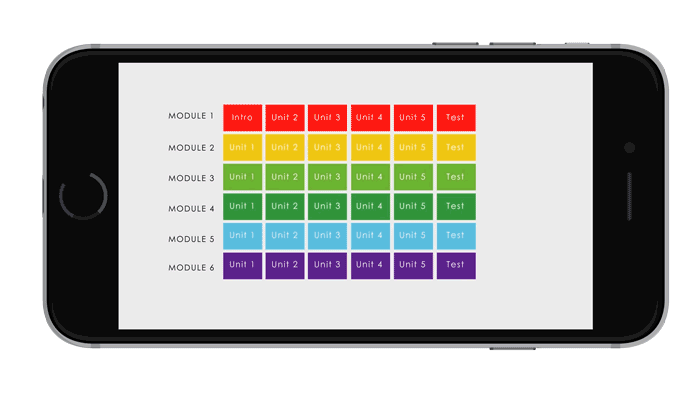 MODULE 1 Intro Unit 2 Unit 3 Unit 4 Unit 5 Test
MODULE 2 Unit 1 Unit 2 Unit 3 Unit 4 Unit 5 Test
MODULE 3 Unit 1 Unit 2 Unit 3 Unit 4 Unit 5 Test
MODULE 4 Unit 1 Unit 2 Unit 3 Unit 4 Unit 5 Test
MODULE 5 Unit 1 Unit 2 Unit 3 Unit 4 Unit 5 Test
MODULE 6 Unit 1 Unit 2 Unit 3 Unit 4 Unit 5 Test